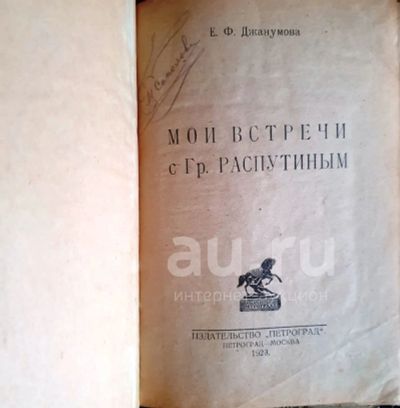 Е. Ф. Джанумова
МОИ ВСТРЕЧИ
с Гр. РАСПУТИНЫМ
au.ru
интернет-аукцион
ИЗДАТЕЛЬСТВО „ПЕТРОГРАД“
ПЕТРОГРАД—МОСКВА
1923.